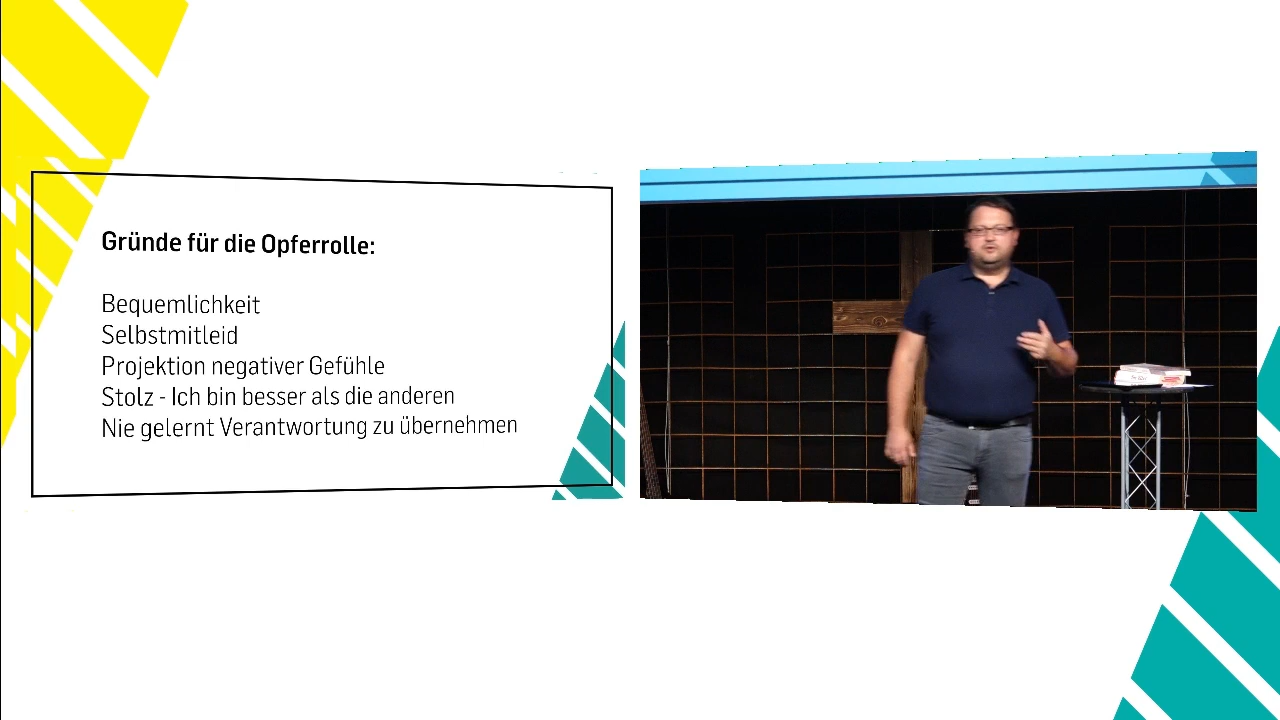 Gründe für die Opferrolle:
Bequemlichkeit
Selbstmitleid
Projektion negativer Gefühle
Stolz - Ich bin besser als die anderen
Nie gelernt Verantwortung zu übernehmen